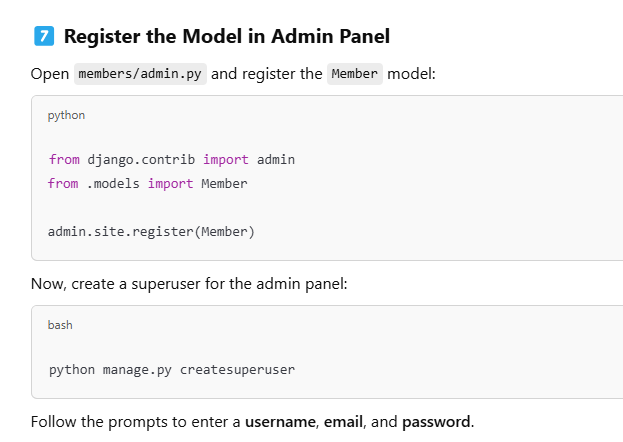 7 Register the Model in Admin Panel
Open members/admin.py and register the Member model:
python
from django.contrib import admin
from .models import Member
admin.site.register(Member)
Now, create a superuser for the admin panel:
bash
python manage.py createsuperuser
Follow the prompts to enter a username, email, and password.